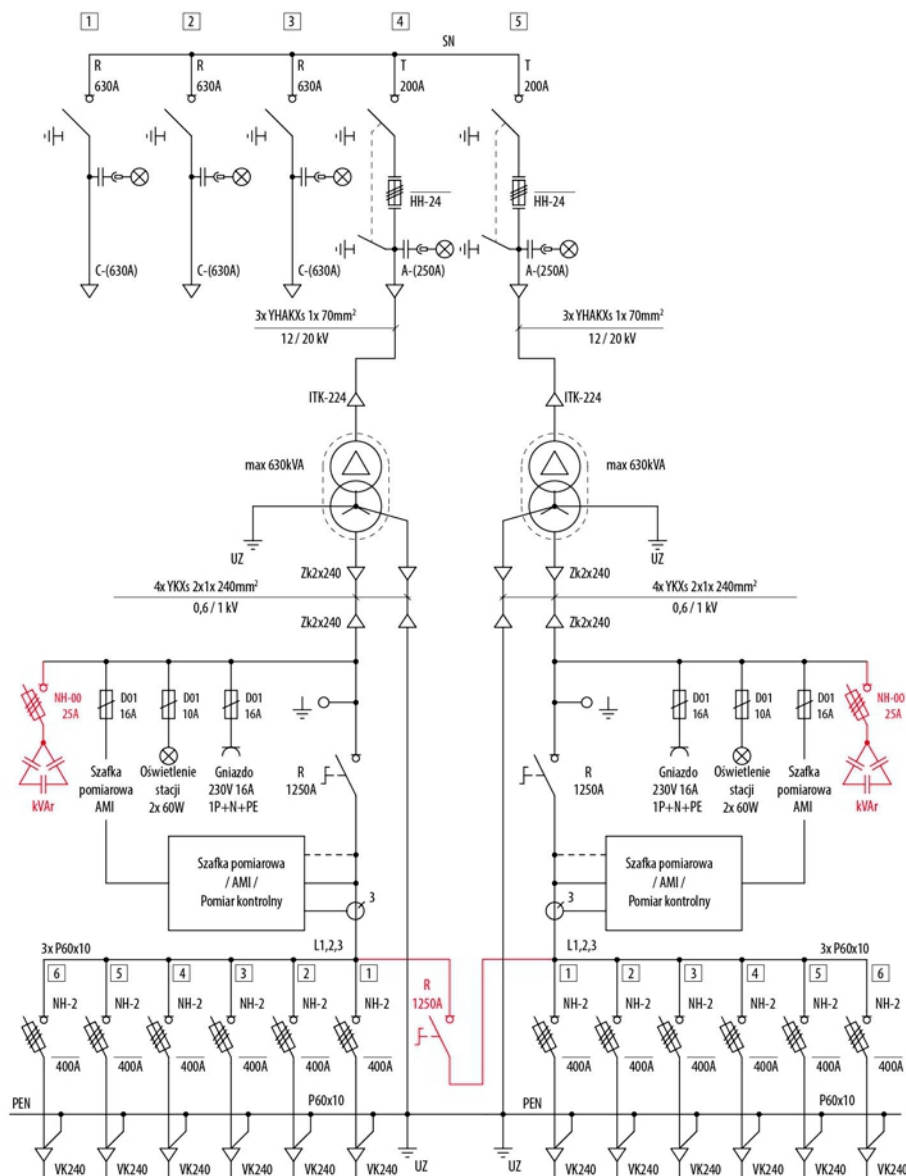 1 2 3 4 5
SN
R R R T T
630A 630A 630A 200A 200A
HH-24 HH-24
C-(630A) C-(630A) C-(630A) A-(250A) A-(250A)
3x YHAKXs 1x 70mm² 3x YHAKXs 1x 70mm²
12 / 20 kV 12 / 20 kV
ITK-224 ITK-224
max 630kVA max 630kVA
UZ UZ
Zk2x240 Zk2x240
4x YKXs 2x1x 240mm² 4x YKXs 2x1x 240mm²
0,6 / 1 kV 0,6 / 1 kV
Zk2x240 Zk2x240
NH-00 D01 D01 D01 D01 D01 D01 NH-00
25A 16A 10A 16A 16A 10A 16A 25A
Szafka Oświetlenie Gniazdo R R Gniazdo Oświetlenie Szafka
pomiarowa stacji 230V 16A 1250A 1250A 230V 16A stacji pomiarowa
kVAr AMI 2x 60W 1P+N+PE 1P+N+PE 2x 60W AMI kVAr
Szafka pomiarowa Szafka pomiarowa
/ AMI / / AMI /
Pomiar kontrolny 3 3 Pomiar kontrolny
3x P60x10 L1,2,3 L1,2,3 3x P60x10
6 5 4 3 2 1 R 1 2 3 4 5 6
1250A
NH-2 NH-2 NH-2 NH-2 NH-2 NH-2 NH-2 NH-2 NH-2 NH-2 NH-2 NH-2
400A 400A 400A 400A 400A 400A 400A 400A 400A 400A 400A 400A
PEN P60x10 PEN P60x10
VK240 VK240 VK240 VK240 VK240 VK240 UZ UZ VK240 VK240 VK240 VK240 VK240 VK240